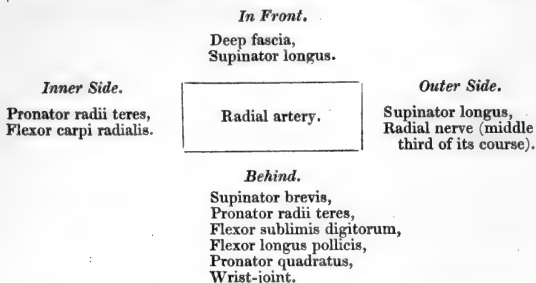 In Front.
Deep fascia,
Supinator longus.
Inner Side.
Pronator radii teres,
Flexor carpi radialis.
Radial artery.
Outer Side.
Supinator longus,
Radial nerve (middle
third of its course).
Behind.
Supinator brevis,
Pronator radii teres,
Flexor sublimis digitorum,
Flexor longus pollicis,
Pronator quadratus,
Wrist-joint.